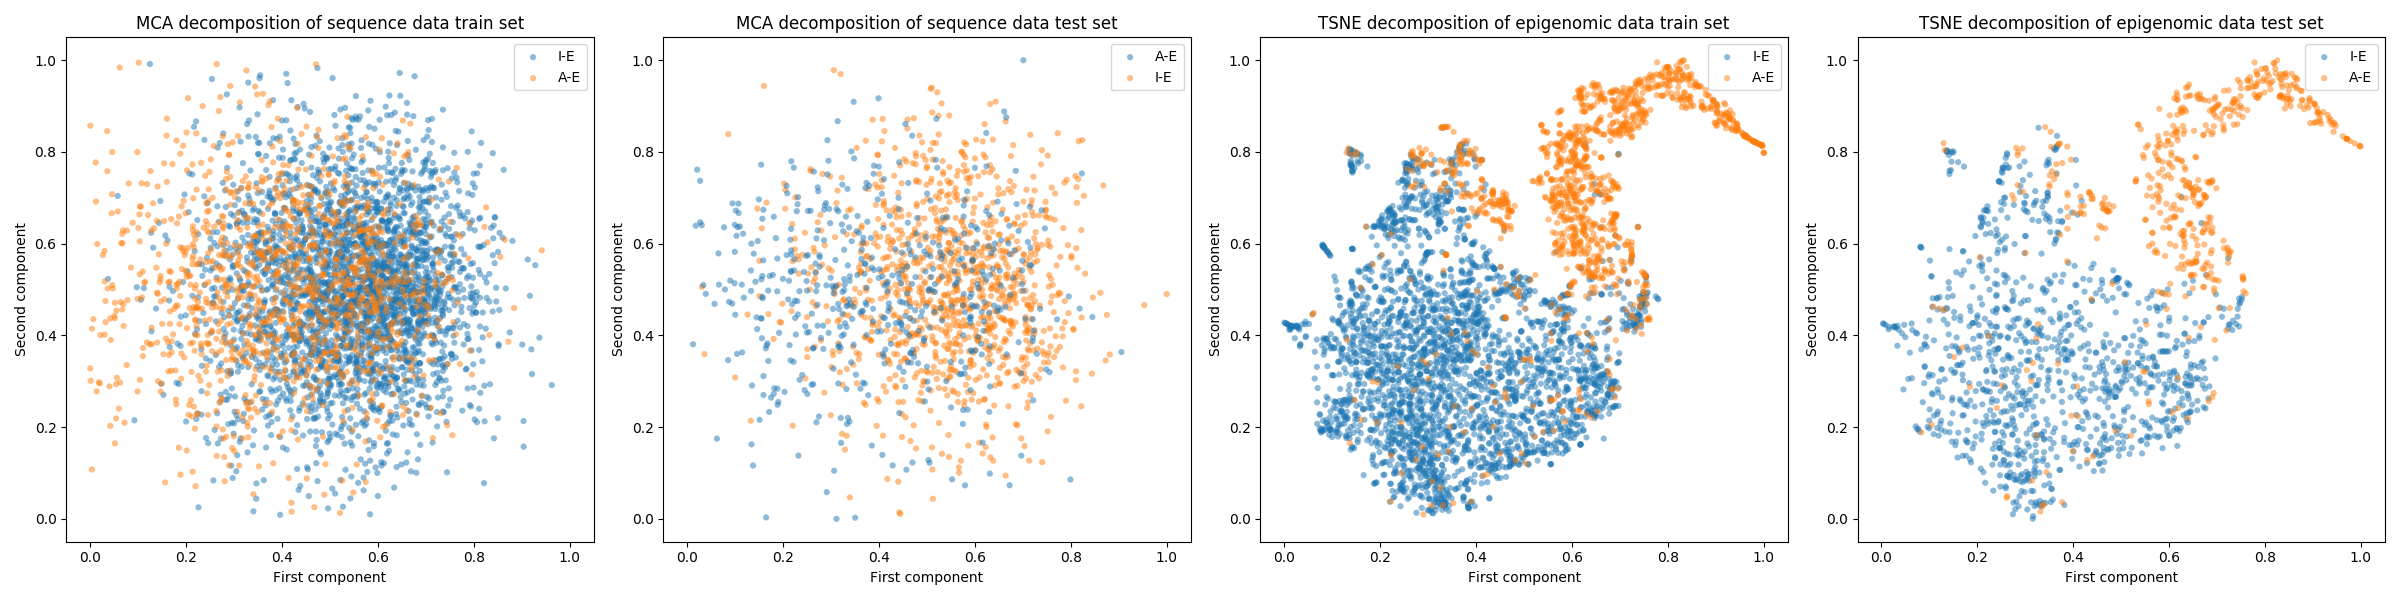 MCA decomposition of sequence data train set
I-E
A-E
1.0
0.8
0.6
0.4
0.2
0.0
Second component
0.0 0.2 0.4 0.6 0.8 1.0
First component
MCA decomposition of sequence data test set
A-E
I-E
1.0
0.8
0.6
0.4
0.2
0.0
Second component
0.0 0.2 0.4 0.6 0.8 1.0
First component
TSNE decomposition of epigenomic data train set
I-E
A-E
1.0
0.8
0.6
0.4
0.2
0.0
Second component
0.0 0.2 0.4 0.6 0.8 1.0
First component
TSNE decomposition of epigenomic data test set
I-E
A-E
1.0
0.8
0.6
0.4
0.2
0.0
Second component
0.0 0.2 0.4 0.6 0.8 1.0
First component